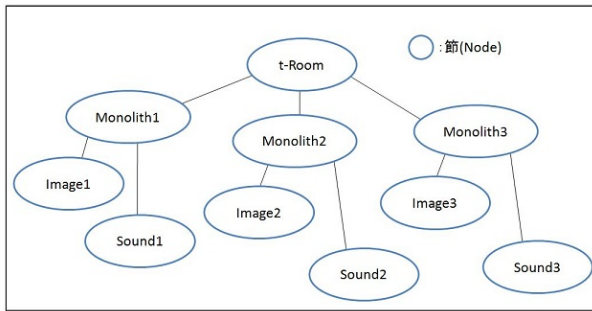 t-Room
: 節(Node)
Monolith1
Monolith2
Monolith3
Image1
Image2
Image3
Sound1
Sound2
Sound3